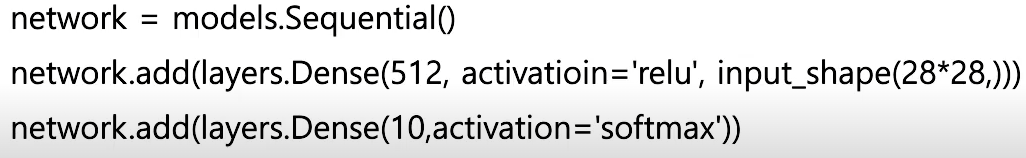 network = models.Sequential()
network.add(layers.Dense(512, activatioin='relu', input_shape(28*28,)))
network.add(layers.Dense(10,activation='softmax'))